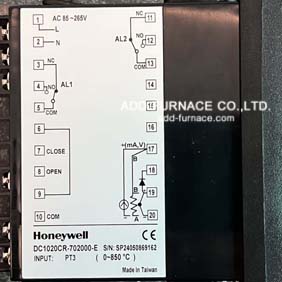 AC 85 ~265V
1 L
2 N
3 NC
4 NO
5 COM
AL1
6
7 CLOSE
8 OPEN
9
10 COM
AL2
NC 11
NO 12
COM 13
14
15
16
+(mA,V) 17
B 18
19
B
A 20
ADD FURNACE CO.,LTD.
add-furnace.com
Honeywell
DC1020CR-702000-E S/N: SP24050869162
INPUT: PT3 ( 0~850 °C )
Made in Taiwan